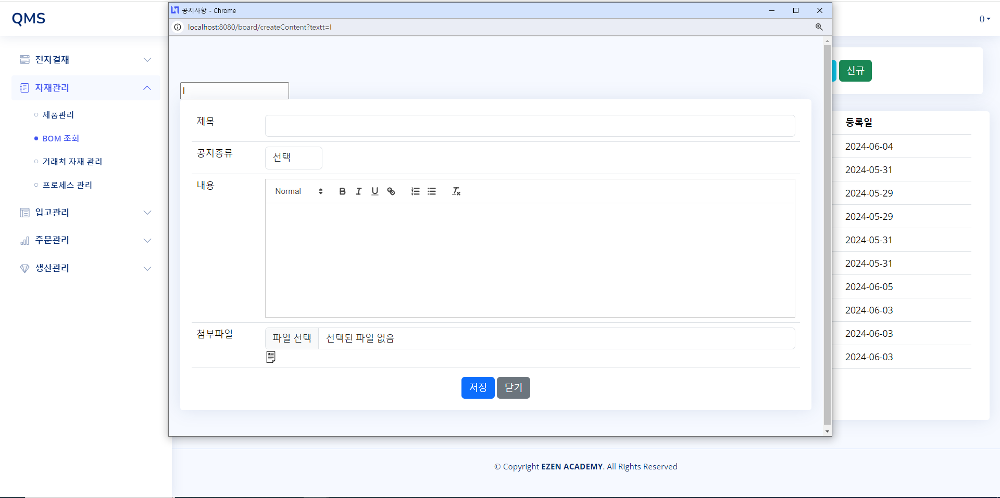 공지사항 - Chrome
localhost:8080/board/createContent?textt=I
QMS
()
전자결재
자재관리
제품관리
BOM 조회
거래처 자재 관리
프로세스 관리
입고관리
주문관리
생산관리
I
제목
공지종류
선택
내용
Normal
첨부파일
파일 선택 선택된 파일 없음
저장 닫기
신규
등록일
2024-06-04
2024-05-31
2024-05-29
2024-05-29
2024-05-31
2024-05-31
2024-06-05
2024-06-03
2024-06-03
2024-06-03
© Copyright EZEN ACADEMY. All Rights Reserved